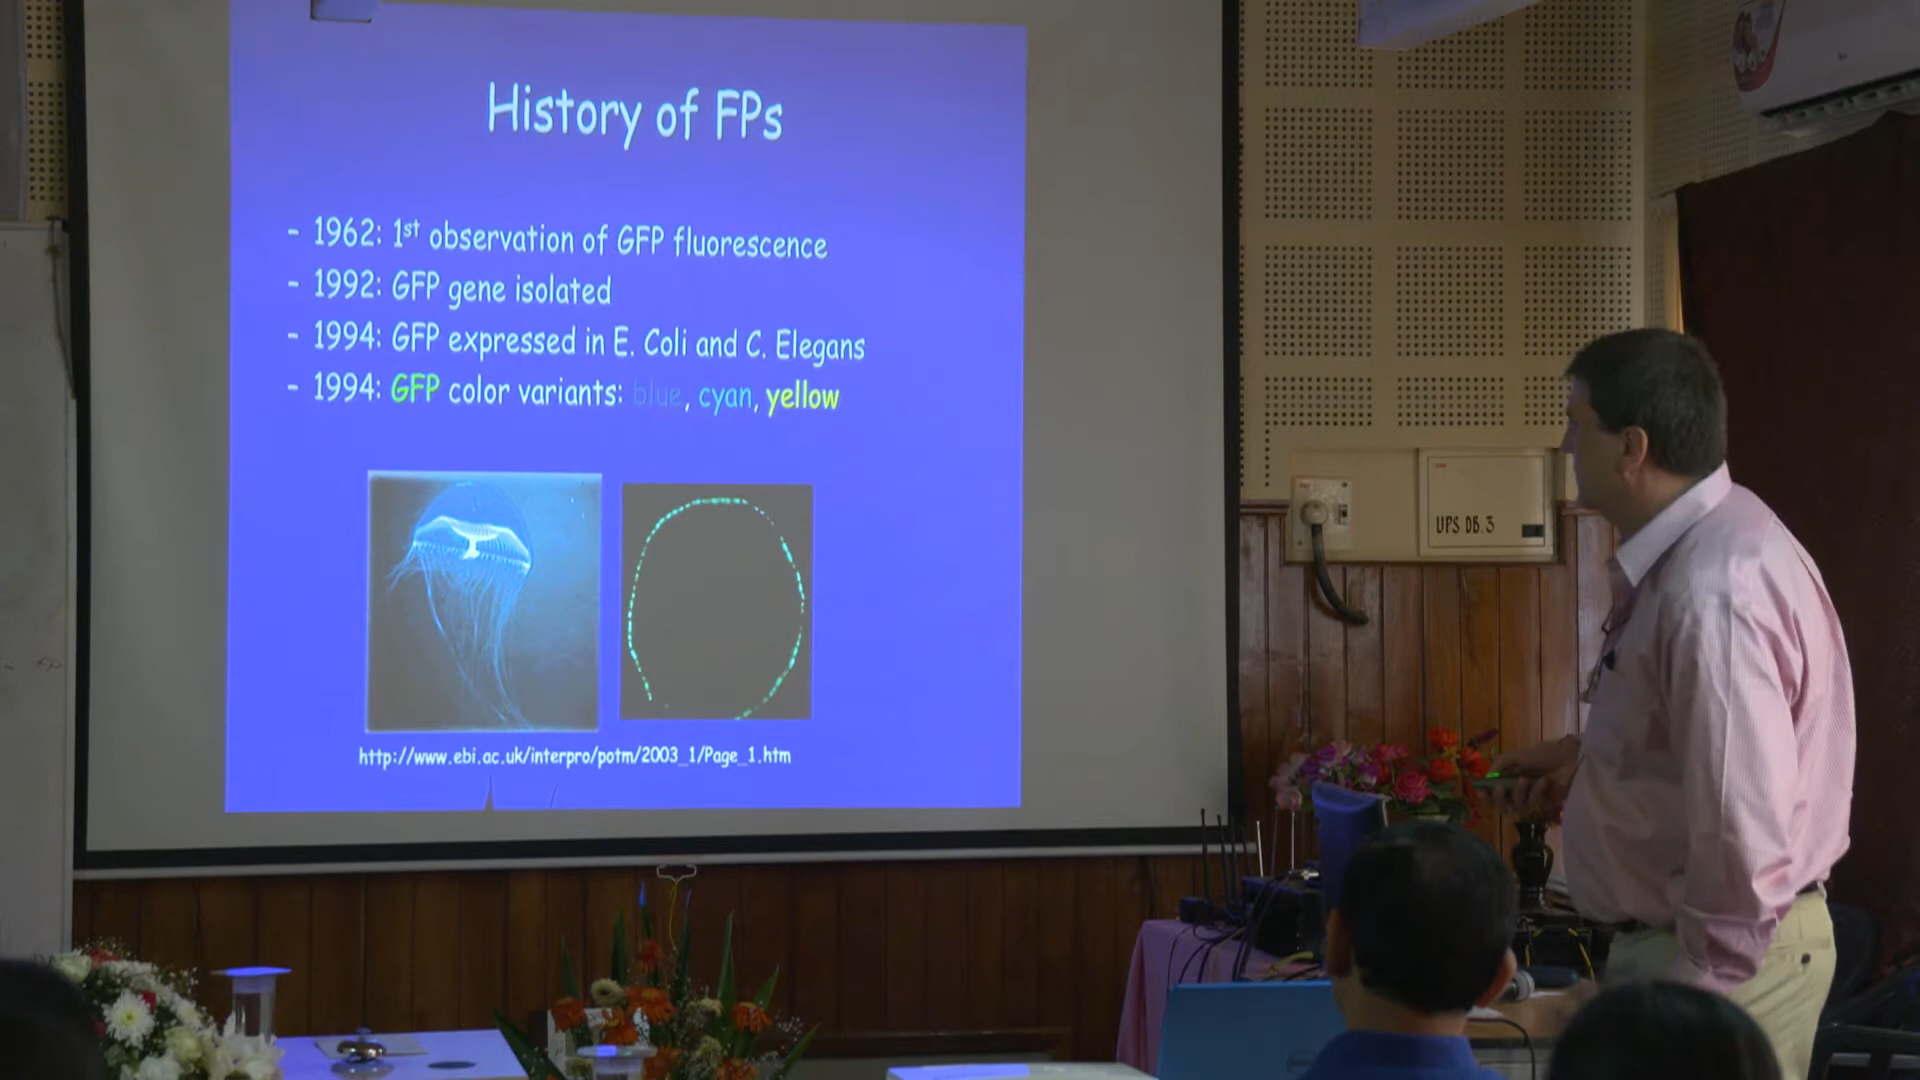 History of FPs
- 1962: 1st observation of GFP fluorescence
- 1992: GFP gene isolated
- 1994: GFP expressed in E. Coli and C. Elegans
- 1994: GFP color variants: blue, cyan, yellow
http://www.ebi.ac.uk/interpro/potm/2003_1/Page_1.htm
UPS DB.3